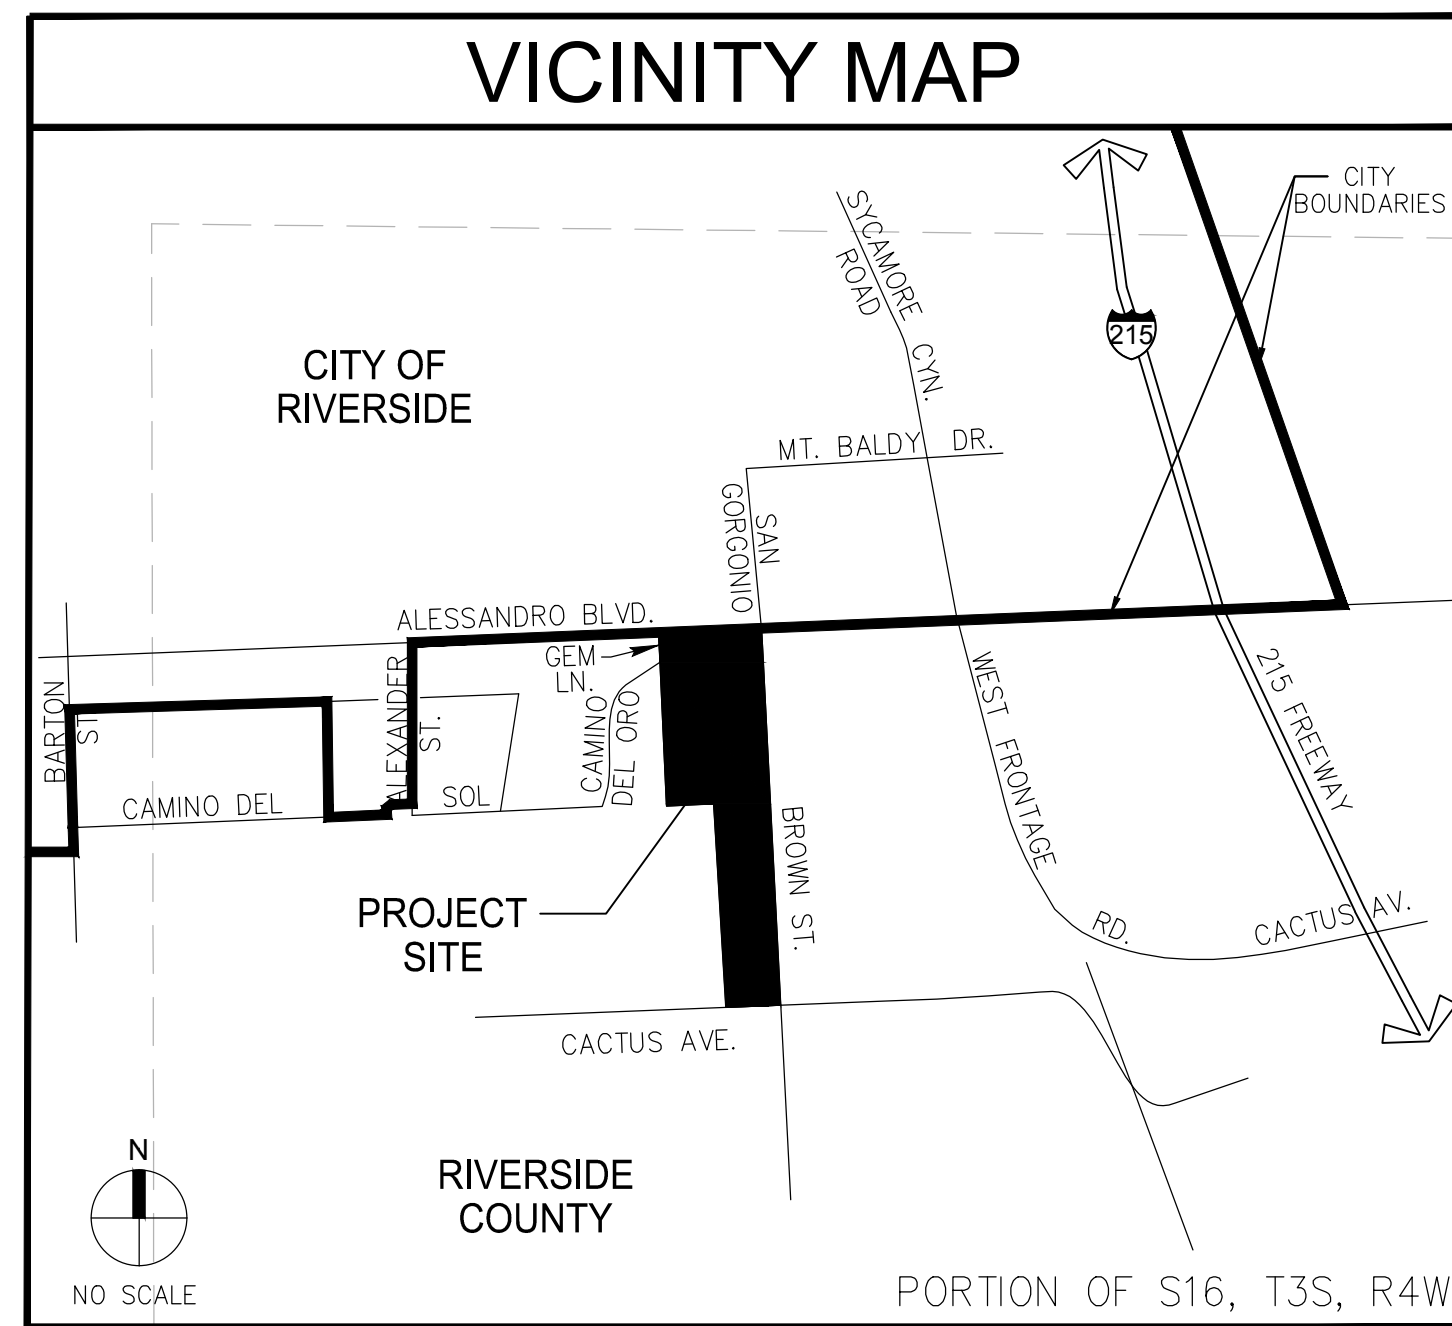 VICINITY MAP
CITY
BOUNDARIES
SYCAMORE CYN.
ROAD
215
CITY OF
RIVERSIDE
MT. BALDY DR.
SAN
GORGONIO
ALESSANDRO BLVD.
GEM
LN.
BARTON
ST
ALEXANDER
ST.
CAMINO
DEL ORO
WEST FRONTAGE RD.
215 FREEWAY
CAMINO DEL SOL
BROWN ST.
PROJECT
SITE
CACTUS AV.
CACTUS AVE.
N
RIVERSIDE
COUNTY
NO SCALE
PORTION OF S16, T3S, R4W